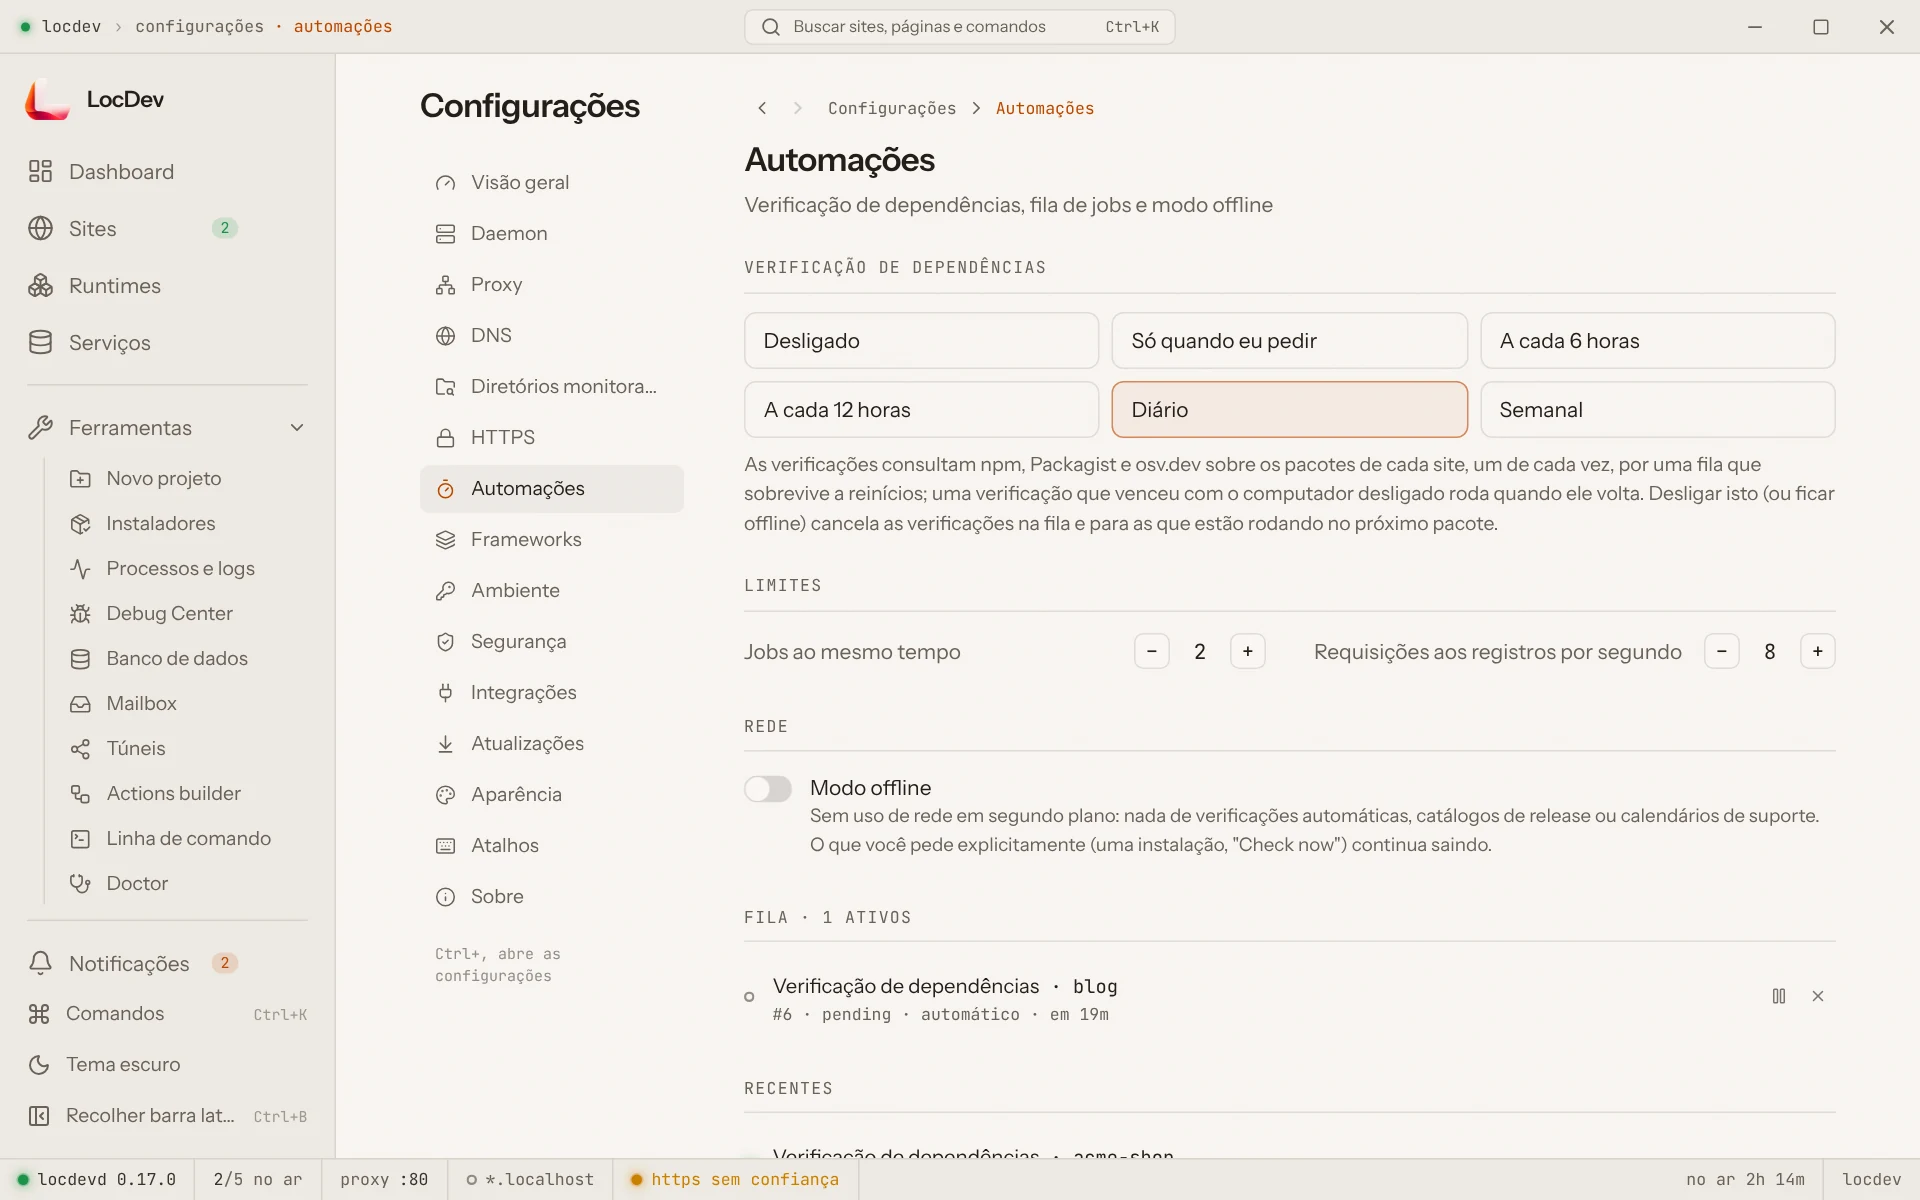 locdev › configurações · automações
Buscar sites, páginas e comandos Ctrl+K
LocDev
Dashboard
Sites 2
Runtimes
Serviços
Ferramentas
Novo projeto
Instaladores
Processos e logs
Debug Center
Banco de dados
Mailbox
Túneis
Actions builder
Linha de comando
Doctor
Notificações 2
Comandos Ctrl+K
Tema escuro
Recolher barra lat... Ctrl+B
Configurações
Visão geral
Daemon
Proxy
DNS
Diretórios monitora...
HTTPS
Automações
Frameworks
Ambiente
Segurança
Integrações
Atualizações
Aparência
Atalhos
Sobre
Ctrl+, abre as
configurações
Configurações > Automações
Automações
Verificação de dependências, fila de jobs e modo offline
VERIFICAÇÃO DE DEPENDÊNCIAS
Desligado
Só quando eu pedir
A cada 6 horas
A cada 12 horas
Diário
Semanal
As verificações consultam npm, Packagist e osv.dev sobre os pacotes de cada site, um de cada vez, por uma fila que
sobrevive a reinícios; uma verificação que venceu com o computador desligado roda quando ele volta. Desligar isto (ou ficar
offline) cancela as verificações na fila e para as que estão rodando no próximo pacote.
LIMITES
Jobs ao mesmo tempo − 2 + Requisições aos registros por segundo − 8 +
REDE
Modo offline
Sem uso de rede em segundo plano: nada de verificações automáticas, catálogos de release ou calendários de suporte.
O que você pede explicitamente (uma instalação, "Check now") continua saindo.
FILA · 1 ATIVOS
Verificação de dependências · blog
#6 · pending · automático · em 19m
RECENTES
Verificação de dependências · acme-shop
locdevd 0.17.0 2/5 no ar proxy :80 *.localhost https sem confiança no ar 2h 14m locdev